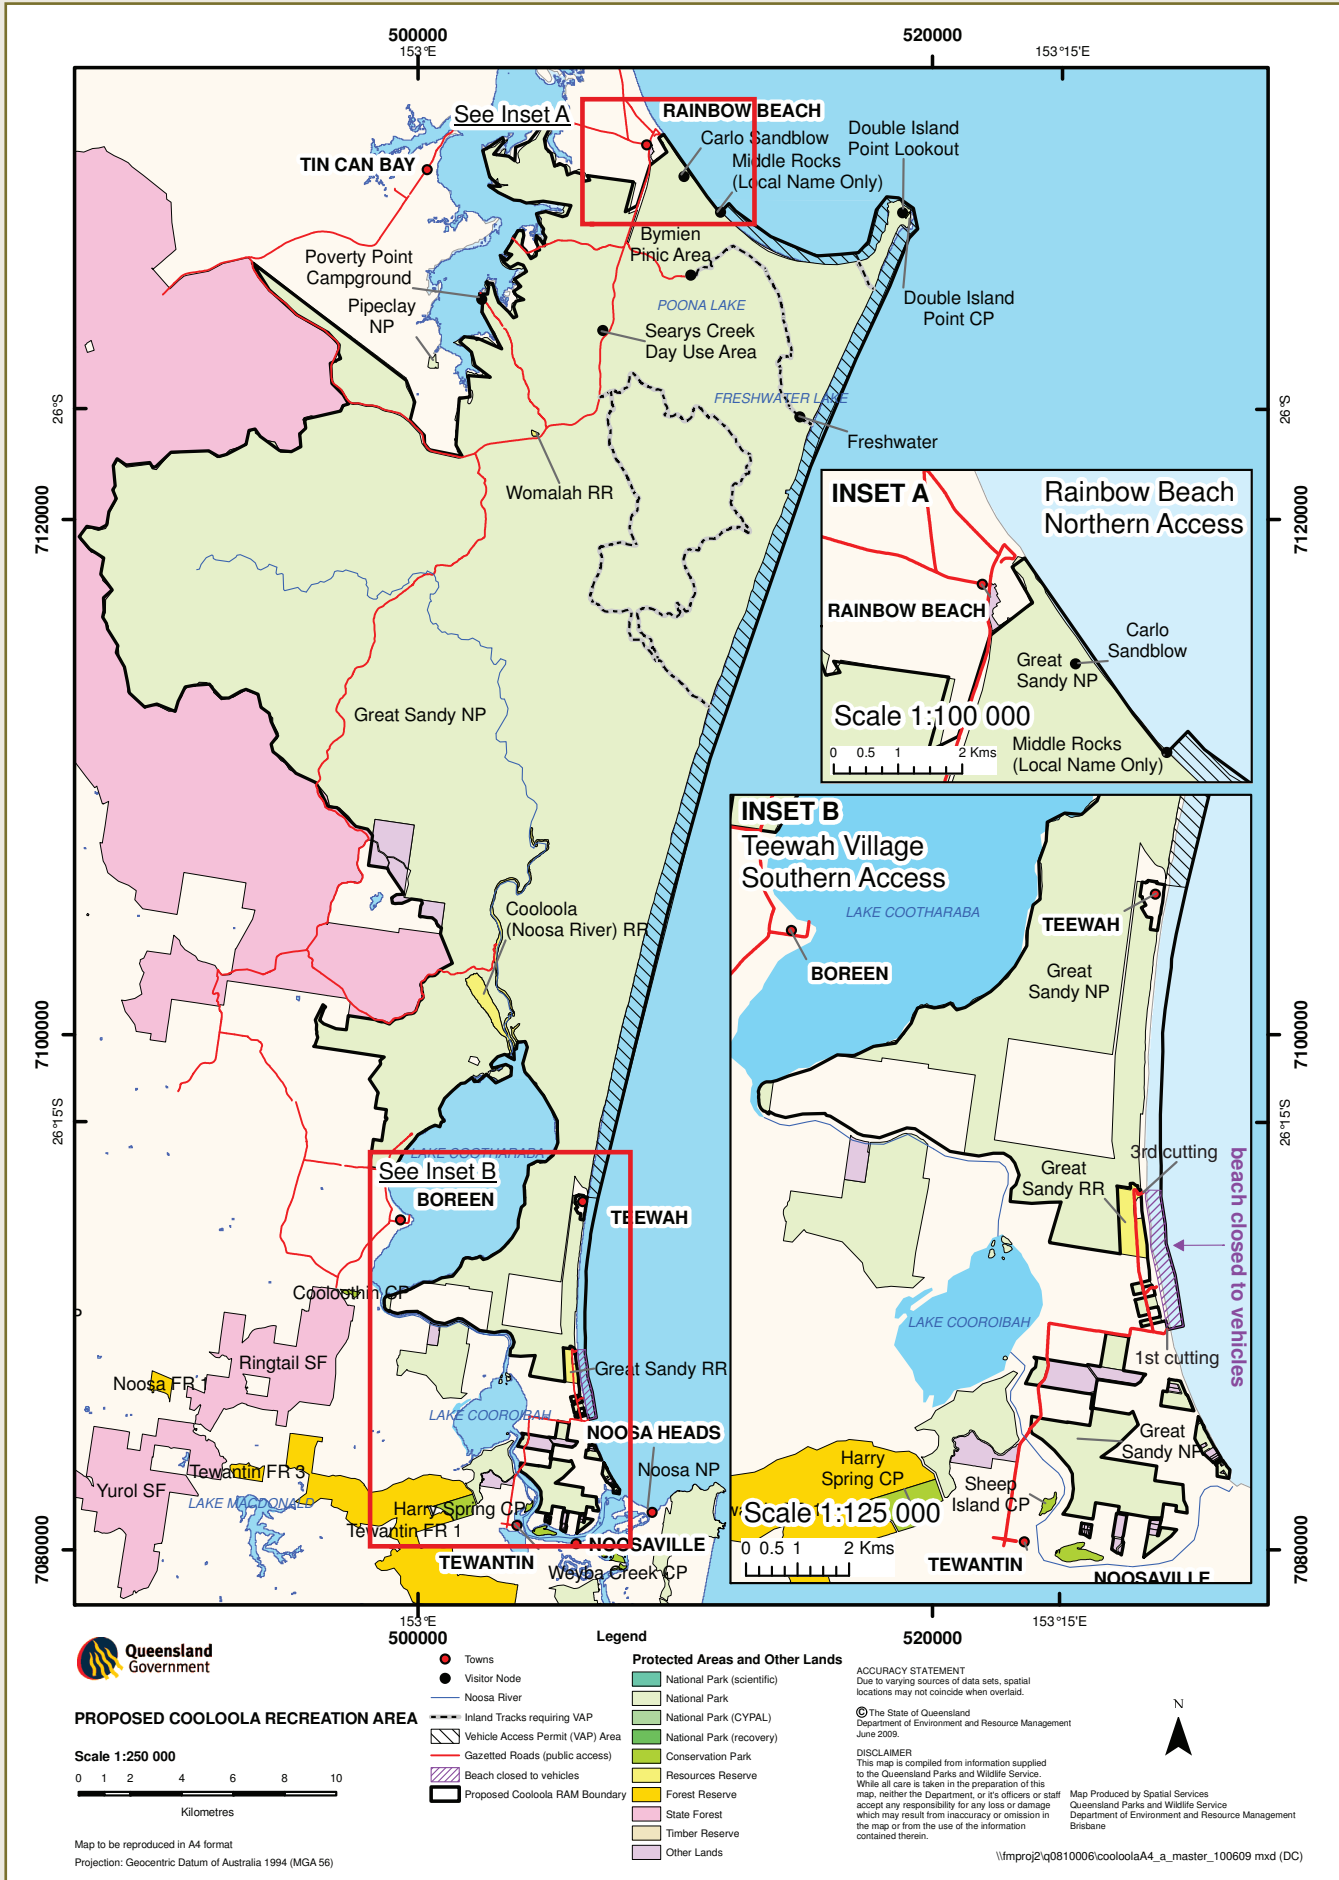 500000
153°E
520000
153°15'E
See Inset A
RAINBOW BEACH
Carlo Sandblow
Double Island
Point Lookout
Middle Rocks
(Local Name Only)
TIN CAN BAY
Bymien
Pinic Area
Poverty Point
Campground
Pipeclay
NP
POONA LAKE
Double Island
Point CP
Searys Creek
Day Use Area
26°S
26°S
FRESHWATER LAKE
Freshwater
Womalah RR
7120000
7120000
INSET A
Rainbow Beach
Northern Access
RAINBOW BEACH
Carlo
Sandblow
Great
Sandy NP
Scale 1:100 000
0 0.5 1 2 Kms
Middle Rocks
(Local Name Only)
Great Sandy NP
INSET B
Teewah Village
Southern Access
LAKE COOTHARABA
TEEWAH
BOREEN
Great
Sandy NP
Cooloola
(Noosa River) RR
7100000
7100000
26°15'S
26°15'S
3rd cutting
Great
Sandy RR
beach closed to vehicles
LAKE COOROIBAH
1st cutting
Great
Sandy NP
Harry
Spring CP
Sheep
Island CP
Scale 1:125 000
0 0.5 1 2 Kms
TEWANTIN
NOOSAVILLE
LAKE COOTHARABA
See Inset B
BOREEN
TEEWAH
Cooloothin CP
Ringtail SF
Great Sandy RR
Noosa FR 1
LAKE COOROIBAH
NOOSA HEADS
Tewantin FR 3
Noosa NP
Yurol SF
LAKE MACDONALD
Harry Spring CP
Tewantin FR 1
NOOSAVILLE
TEWANTIN
Weyba Creek CP
7080000
7080000
153°E
500000
520000
153°15'E
Queensland
Government
PROPOSED COOLOOLA RECREATION AREA
Scale 1:250 000
0 1 2 4 6 8 10
Kilometres
Map to be reproduced in A4 format
Projection: Geocentric Datum of Australia 1994 (MGA 56)
Legend
Towns
Visitor Node
Noosa River
Inland Tracks requiring VAP
Vehicle Access Permit (VAP) Area
Gazetted Roads (public access)
Beach closed to vehicles
Proposed Cooloola RAM Boundary
Protected Areas and Other Lands
National Park (scientific)
National Park
National Park (CYPAL)
National Park (recovery)
Conservation Park
Resources Reserve
Forest Reserve
State Forest
Timber Reserve
Other Lands
ACCURACY STATEMENT
Due to varying sources of data sets, spatial
locations may not coincide when overlaid.
© The State of Queensland
Department of Environment and Resource Management
June 2009.
DISCLAIMER
This map is compiled from information supplied
to the Queensland Parks and Wildlife Service.
While all care is taken in the preparation of this
map, neither the Department, or it's officers or staff
accept any responsibility for any loss or damage
which may result from inaccuracy or omission in
the map or from the use of the information
contained therein.
N
Map Produced by Spatial Services
Queensland Parks and Wildlife Service
Department of Environment and Resource Management
Brisbane
\\fmproj2\q0810006\cooloolaA4_a_master_100609 mxd (DC)